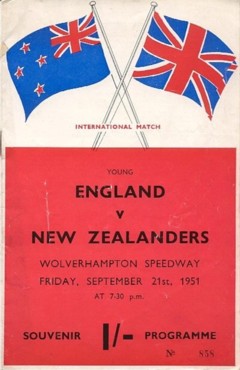 INTERNATIONAL MATCH
YOUNG
ENGLAND
V
NEW ZEALANDERS
WOLVERHAMPTON SPEEDWAY
FRIDAY, SEPTEMBER 21st, 1951
AT 7-30 p.m.
SOUVENIR 1/- PROGRAMME
Nº 858